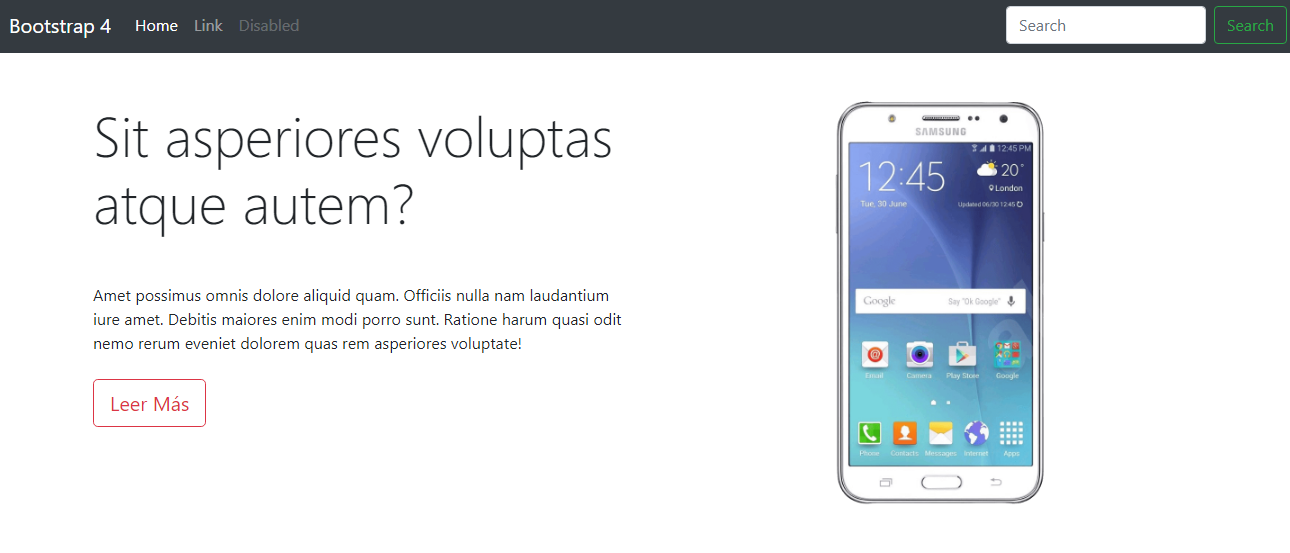 Bootstrap 4 Home Link Disabled Search Search
Sit asperiores voluptas
atque autem?
Amet possimus omnis dolore aliquid quam. Officiis nulla nam laudantium
iure amet. Debitis maiores enim modi porro sunt. Ratione harum quasi odit
nemo rerum eveniet dolorem quas rem asperiores voluptate!
Leer Más
SAMSUNG
12:45 PM
12:45 20°
London
Tue, 30 June Updated 06/30 12:45
Google Say "Ok Google"
Email Camera Play Store Google
Phone Contacts Messages Internet Apps